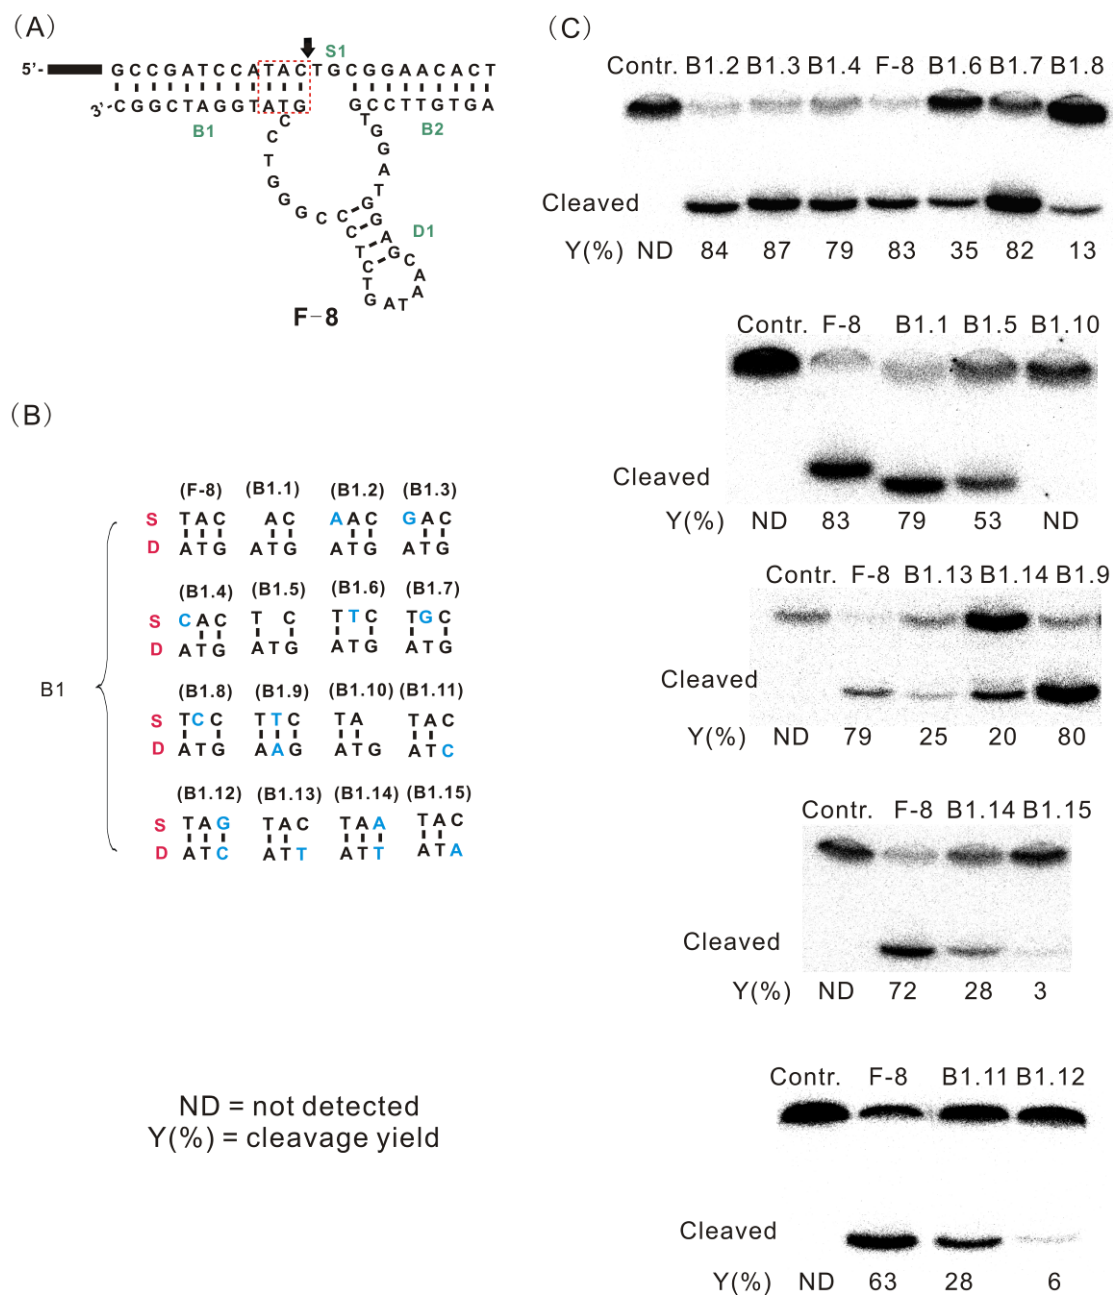 (A)
S1
5'-GCCGATCCATACTGCGGAACACT
3'-CGGCTAGGTATG GCCTTGTGA
B1
B2
C
C
T
G
G
G
C
C
C
T
C
T
G
A
T
A
A
C
G
A
G
G
T
A
G
G
T
D1
F-8
(B)
(F-8) (B1.1) (B1.2) (B1.3)
S TAC AC AAC GAC
D ATG ATG ATG ATG
(B1.4) (B1.5) (B1.6) (B1.7)
S CAC T C TTC TGC
D ATG ATG ATG ATG
B1
(B1.8) (B1.9) (B1.10) (B1.11)
S TCC TTC TA TAC
D ATG AAG ATG ATC
(B1.12) (B1.13) (B1.14) (B1.15)
S TAG TAC TAA TAC
D ATC ATT ATT ATA
ND = not detected
Y(%) = cleavage yield
(C)
Contr. B1.2 B1.3 B1.4 F-8 B1.6 B1.7 B1.8
Cleaved
Y(%) ND 84 87 79 83 35 82 13
Contr. F-8 B1.1 B1.5 B1.10
Cleaved
Y(%) ND 83 79 53 ND
Contr. F-8 B1.13 B1.14 B1.9
Cleaved
Y(%) ND 79 25 20 80
Contr. F-8 B1.14 B1.15
Cleaved
Y(%) ND 72 28 3
Contr. F-8 B1.11 B1.12
Cleaved
Y(%) ND 63 28 6